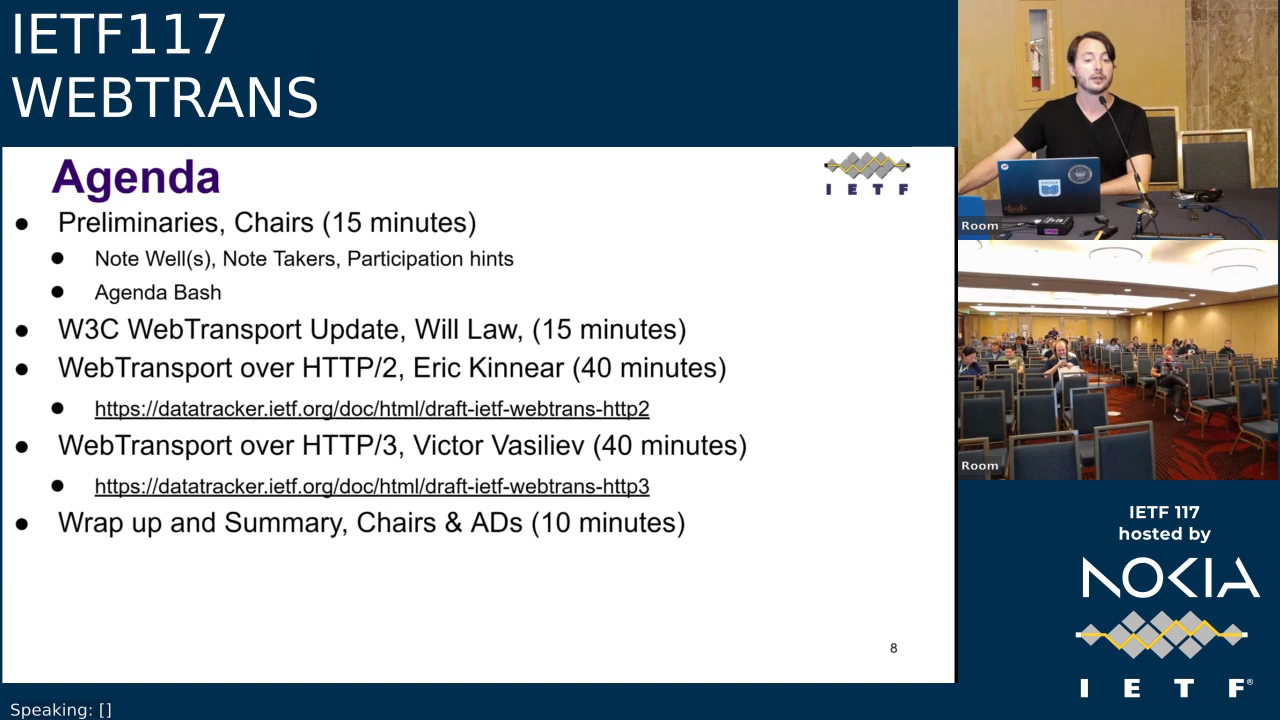 IETF117
WEBTRANS
Agenda
I E T F
● Preliminaries, Chairs (15 minutes)
● Note Well(s), Note Takers, Participation hints
● Agenda Bash
● W3C WebTransport Update, Will Law, (15 minutes)
● WebTransport over HTTP/2, Eric Kinnear (40 minutes)
● https://datatracker.ietf.org/doc/html/draft-ietf-webtrans-http2
● WebTransport over HTTP/3, Victor Vasiliev (40 minutes)
● https://datatracker.ietf.org/doc/html/draft-ietf-webtrans-http3
● Wrap up and Summary, Chairs & ADs (10 minutes)
8
Room
Room
IETF 117
hosted by
NOKIA
I E T F®
Speaking: []